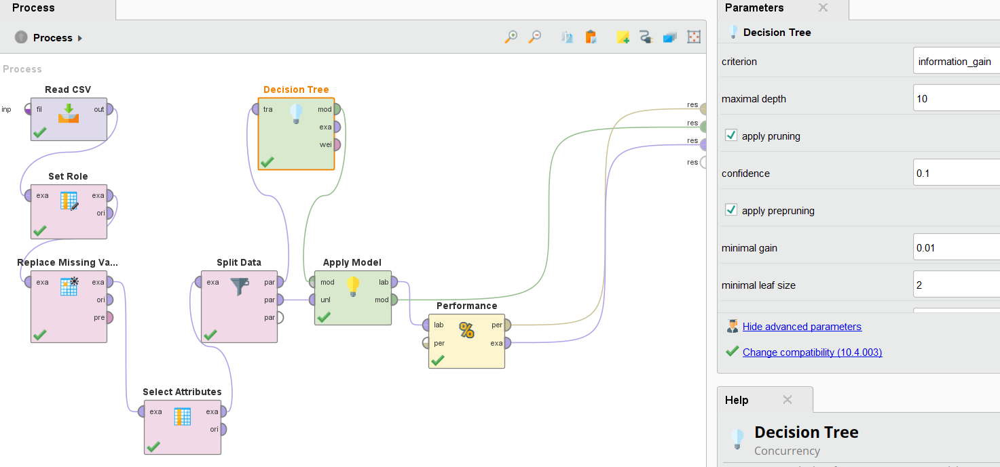 Process
Process
Process
Read CSV
inp
fil
out
Set Role
exa
exa
ori
Replace Missing Va...
exa
exa
ori
pre
Select Attributes
exa
exa
ori
Split Data
exa
par
par
par
Decision Tree
tra
mod
exa
wei
Apply Model
mod
lab
unl
mod
Performance
lab
per
per
exa
res
res
res
res
Parameters
Decision Tree
criterion
information_gain
maximal depth
10
apply pruning
confidence
0.1
apply prepruning
minimal gain
0.01
minimal leaf size
2
Hide advanced parameters
Change compatibility (10.4.003)
Help
Decision Tree
Concurrency